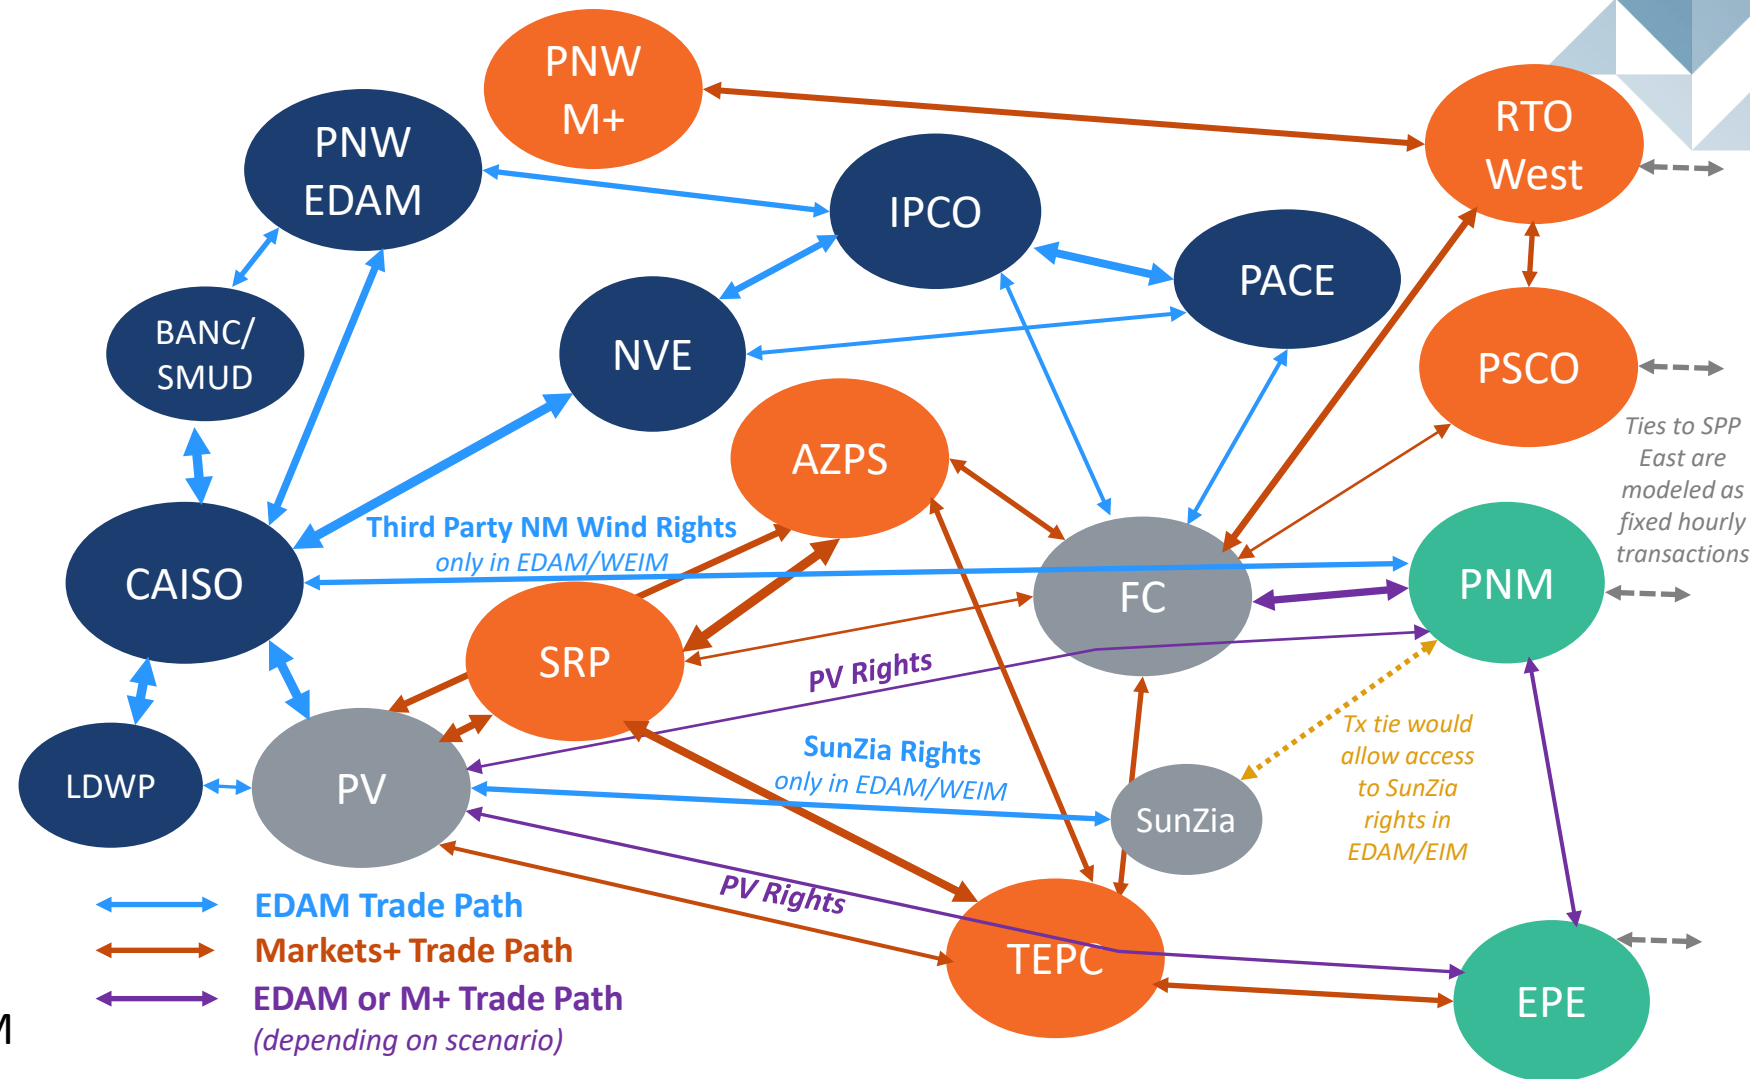 PNW
M+
PNW
EDAM
RTO
West
IPCO
PACE
BANC/
SMUD
NVE
PSCO
AZPS
Ties to SPP
East are
modeled as
fixed hourly
transactions
Third Party NM Wind Rights
only in EDAM/WEIM
CAISO
FC
PNM
SRP
PV Rights
Tx tie would
allow access
to SunZia
rights in
EDAM/EIM
SunZia Rights
only in EDAM/WEIM
LDWP
PV
SunZia
PV Rights
EDAM Trade Path
Markets+ Trade Path
TEPC
EDAM or M+ Trade Path
(depending on scenario)
EPE
M